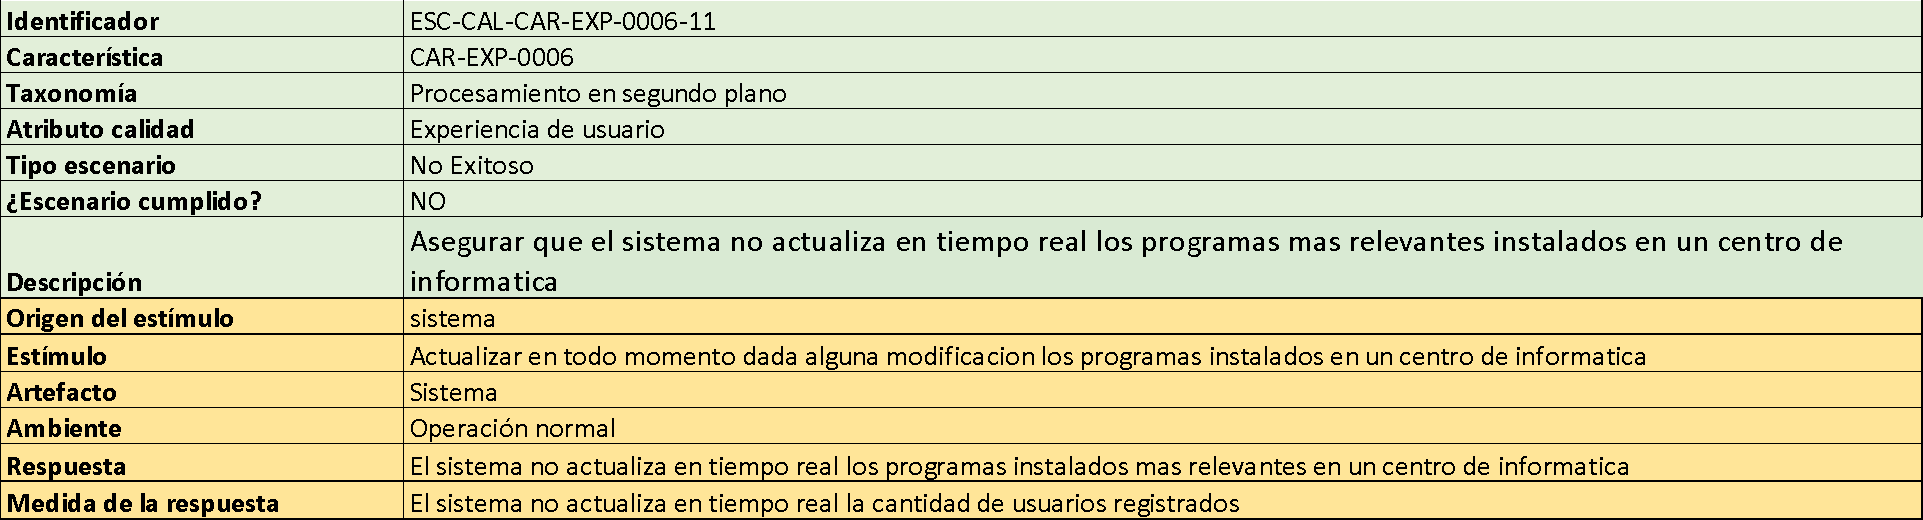 Identificador ESC-CAL-CAR-EXP-0006-11
Característica CAR-EXP-0006
Taxonomía Procesamiento en segundo plano
Atributo calidad Experiencia de usuario
Tipo escenario No Exitoso
¿Escenario cumplido? NO
Descripción Asegurar que el sistema no actualiza en tiempo real los programas mas relevantes instalados en un centro de
informatica
Origen del estímulo sistema
Estímulo Actualizar en todo momento dada alguna modificacion los programas instalados en un centro de informatica
Artefacto Sistema
Ambiente Operación normal
Respuesta El sistema no actualiza en tiempo real los programas instalados mas relevantes en un centro de informatica
Medida de la respuesta El sistema no actualiza en tiempo real la cantidad de usuarios registrados